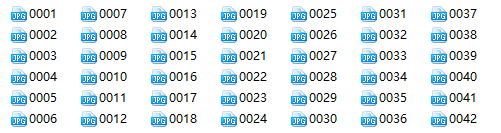 JPG 0001 JPG 0007 JPG 0013 JPG 0019 JPG 0025 JPG 0031 JPG 0037
JPG 0002 JPG 0008 JPG 0014 JPG 0020 JPG 0026 JPG 0032 JPG 0038
JPG 0003 JPG 0009 JPG 0015 JPG 0021 JPG 0027 JPG 0033 JPG 0039
JPG 0004 JPG 0010 JPG 0016 JPG 0022 JPG 0028 JPG 0034 JPG 0040
JPG 0005 JPG 0011 JPG 0017 JPG 0023 JPG 0029 JPG 0035 JPG 0041
JPG 0006 JPG 0012 JPG 0018 JPG 0024 JPG 0030 JPG 0036 JPG 0042